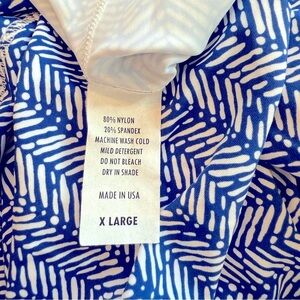 80% NYLON
20% SPANDEX
MACHINE WASH COLD
MILD DETERGENT
DO NOT BLEACH
DRY IN SHADE
MADE IN USA
X LARGE